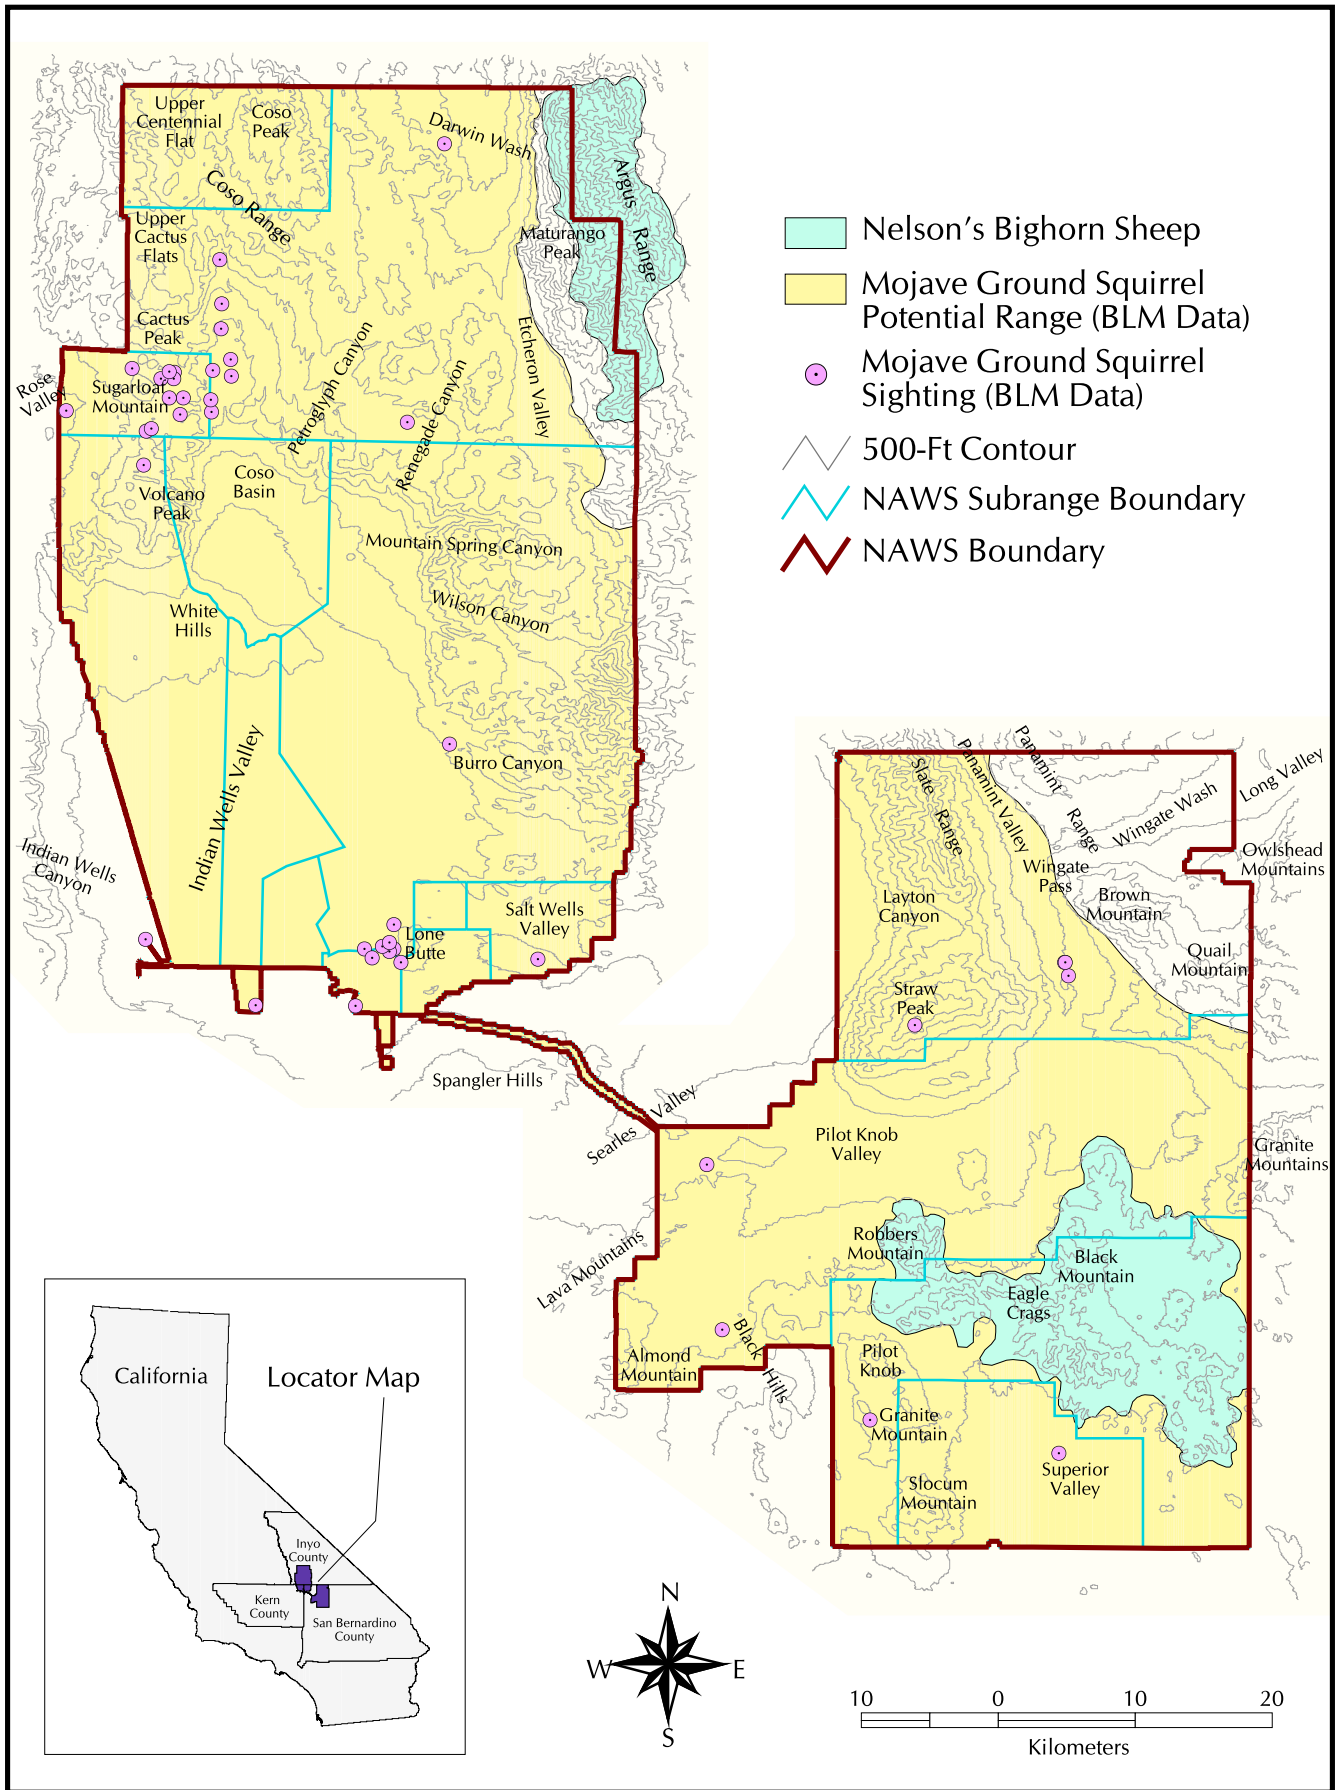 Upper
Centennial
Flat
Coso
Peak
Darwin Wash
Argus Range
Coso Range
Upper
Cactus
Flats
Maturango
Peak
Cactus
Peak
Etcheron Valley
Petroglyph Canyon
Renegade Canyon
Rose
Valley
Sugarloaf
Mountain
Coso
Basin
Volcano
Peak
Mountain Spring Canyon
Wilson Canyon
White
Hills
Indian Wells Valley
Burro Canyon
Indian Wells
Canyon
Salt Wells
Valley
Lone
Butte
Spangler Hills
Searles Valley
Nelson's Bighorn Sheep
Mojave Ground Squirrel
Potential Range (BLM Data)
Mojave Ground Squirrel
Sighting (BLM Data)
500-Ft Contour
NAWS Subrange Boundary
NAWS Boundary
Slate Range
Panamint Valley
Panamint Range
Wingate Wash
Long Valley
Owlshead
Mountains
Wingate
Pass
Brown
Mountain
Layton
Canyon
Quail
Mountain
Straw
Peak
Pilot Knob
Valley
Granite
Mountains
Robbers
Mountain
Black
Mountain
Eagle
Crags
Lava Mountains
Black Hills
Almond
Mountain
Pilot
Knob
Granite
Mountain
Superior
Valley
Slocum
Mountain
California
Locator Map
Inyo
County
Kern
County
San Bernardino
County
N
W E
S
10 0 10 20
Kilometers